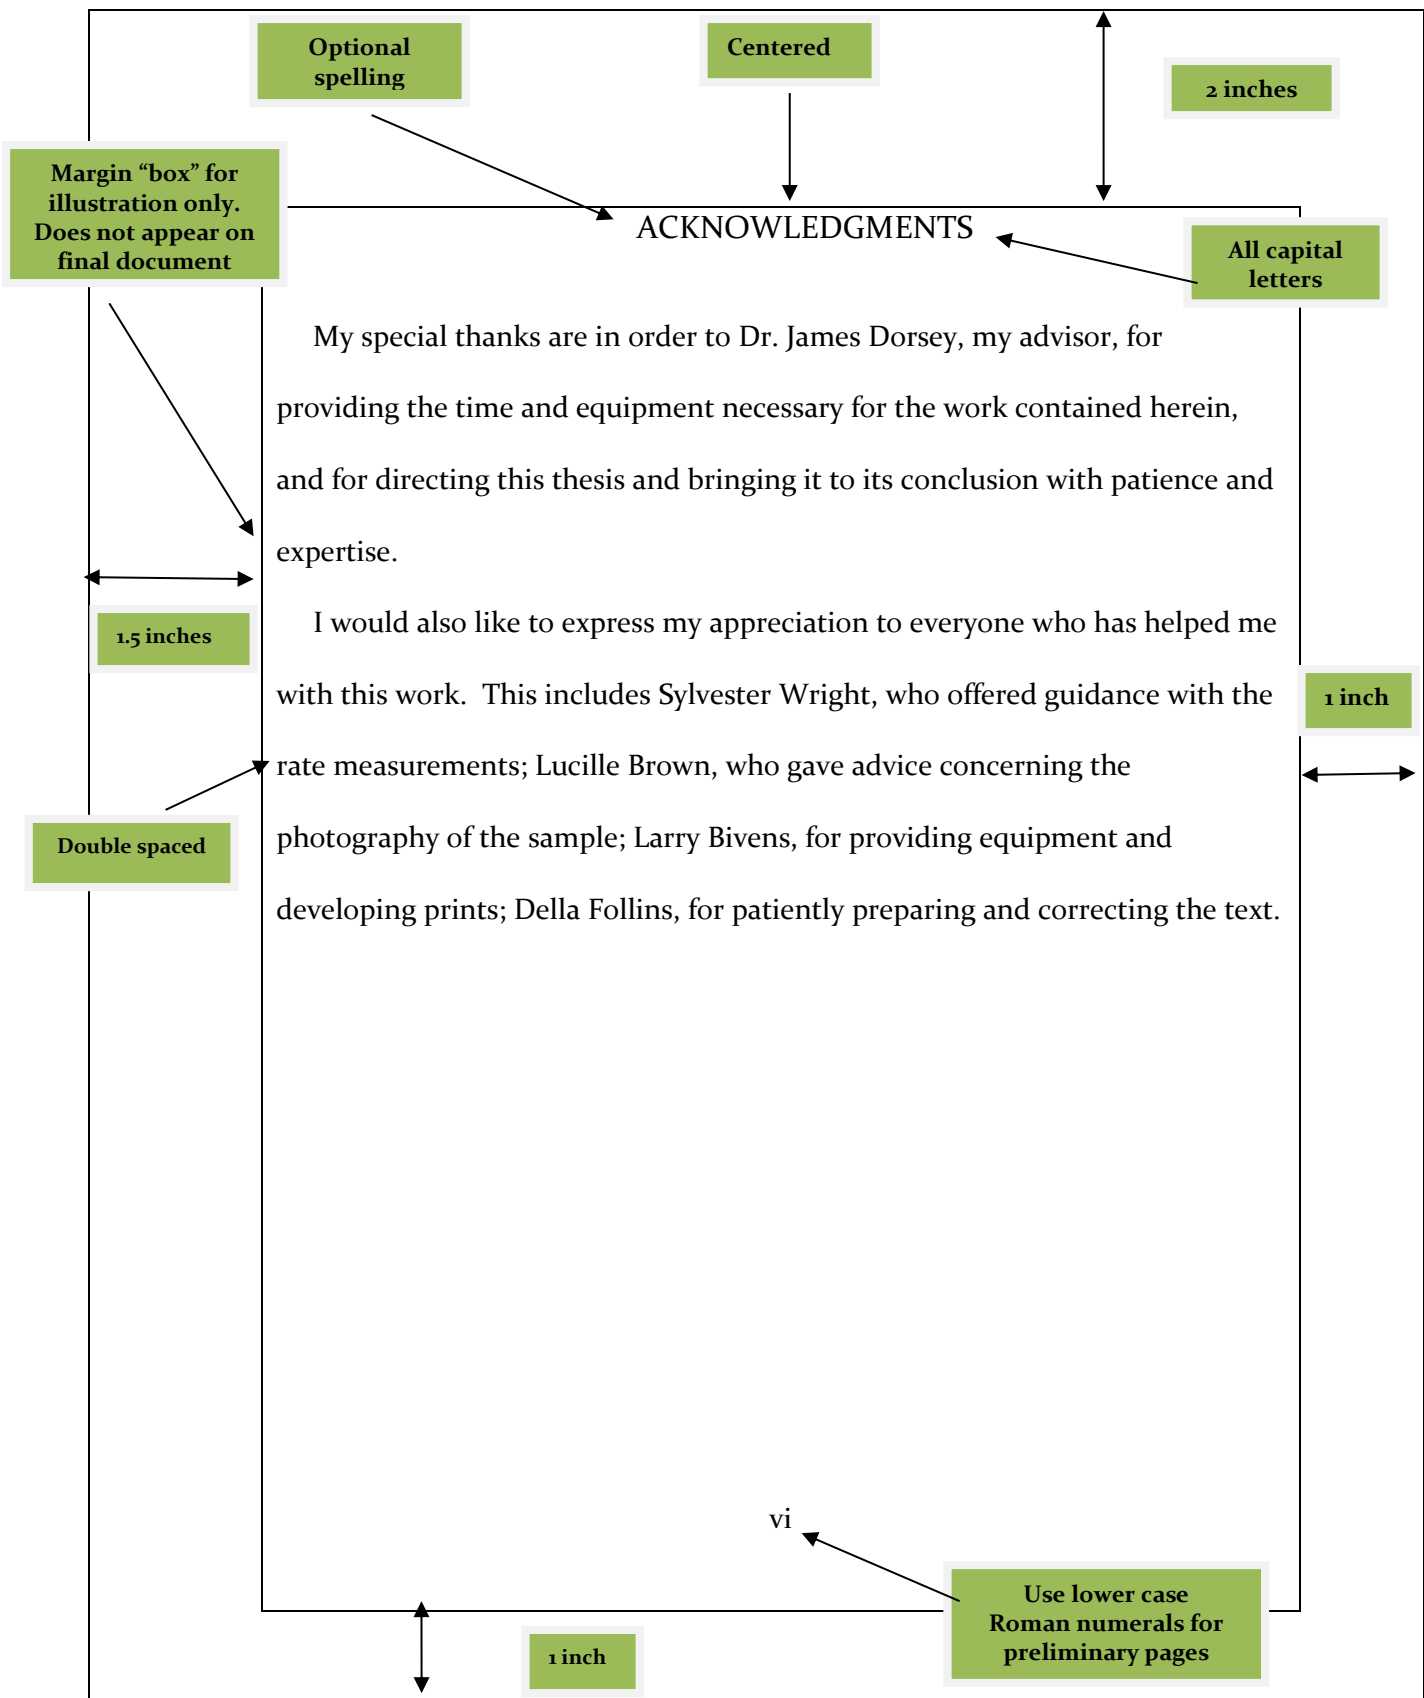 Optional
spelling
Centered
2 inches
Margin “box” for
illustration only.
Does not appear on
final document
ACKNOWLEDGMENTS
All capital
letters
My special thanks are in order to Dr. James Dorsey, my advisor, for
providing the time and equipment necessary for the work contained herein,
and for directing this thesis and bringing it to its conclusion with patience and
expertise.
1.5 inches
I would also like to express my appreciation to everyone who has helped me
with this work.  This includes Sylvester Wright, who offered guidance with the
1 inch
rate measurements; Lucille Brown, who gave advice concerning the
Double spaced
photography of the sample; Larry Bivens, for providing equipment and
developing prints; Della Follins, for patiently preparing and correcting the text.
vi
Use lower case
Roman numerals for
preliminary pages
1 inch